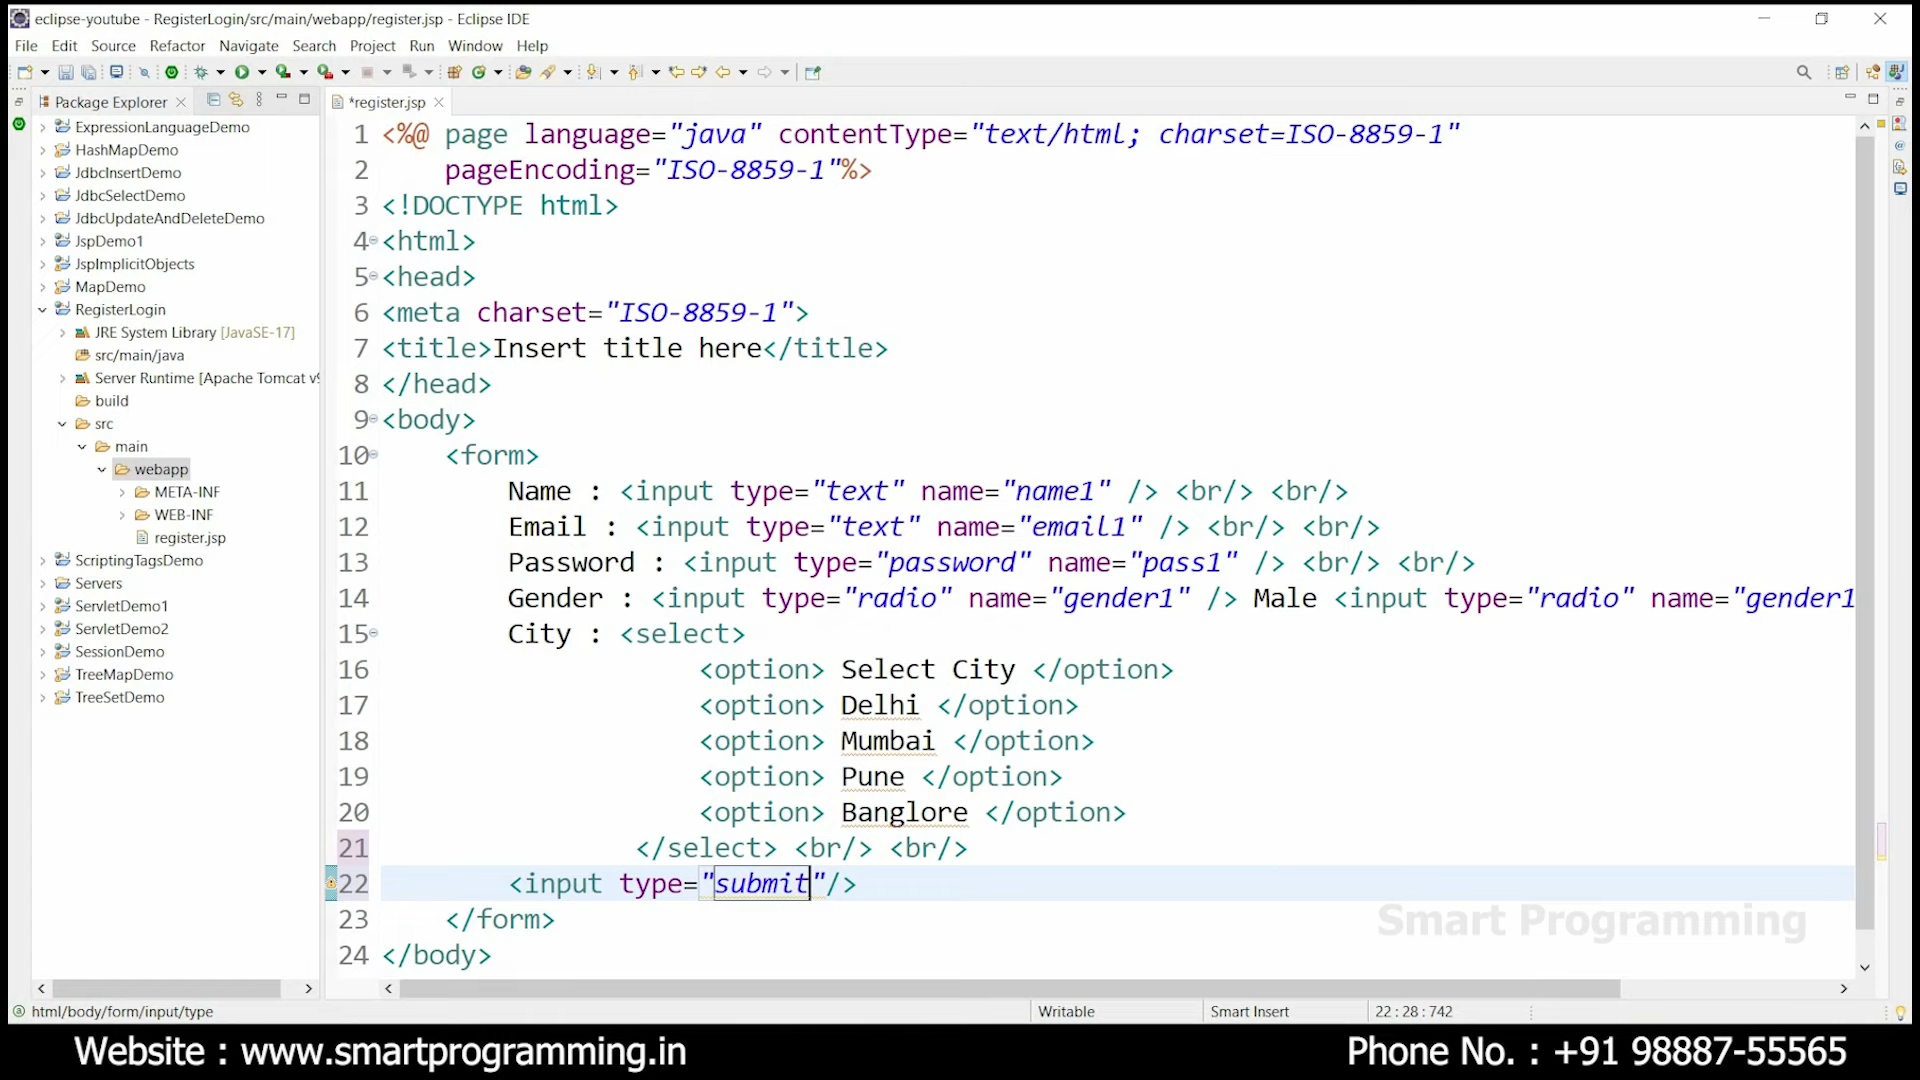 eclipse-youtube - RegisterLogin/src/main/webapp/register.jsp - Eclipse IDE
File Edit Source Refactor Navigate Search Project Run Window Help
Package Explorer
ExpressionLanguageDemo
HashMapDemo
JdbcInsertDemo
JdbcSelectDemo
JdbcUpdateAndDeleteDemo
JspDemo1
JspImplicitObjects
MapDemo
RegisterLogin
JRE System Library [JavaSE-17]
src/main/java
Server Runtime [Apache Tomcat v9
build
src
main
webapp
META-INF
WEB-INF
register.jsp
ScriptingTagsDemo
Servers
ServletDemo1
ServletDemo2
SessionDemo
TreeMapDemo
TreeSetDemo
*register.jsp
1 <%@ page language="java" contentType="text/html; charset=ISO-8859-1"
2 pageEncoding="ISO-8859-1"%>
3 <!DOCTYPE html>
4 <html>
5 <head>
6 <meta charset="ISO-8859-1">
7 <title>Insert title here</title>
8 </head>
9 <body>
10 <form>
11 Name : <input type="text" name="name1" /> <br/> <br/>
12 Email : <input type="text" name="email1" /> <br/> <br/>
13 Password : <input type="password" name="pass1" /> <br/> <br/>
14 Gender : <input type="radio" name="gender1" /> Male <input type="radio" name="gender1
15 City : <select>
16 <option> Select City </option>
17 <option> Delhi </option>
18 <option> Mumbai </option>
19 <option> Pune </option>
20 <option> Banglore </option>
21 </select> <br/> <br/>
22 <input type="submit"/>
23 </form>
24 </body>
Smart Programming
html/body/form/input/type
Writable
Smart Insert
22 : 28 : 742
Website : www.smartprogramming.in
Phone No. : +91 98887-55565